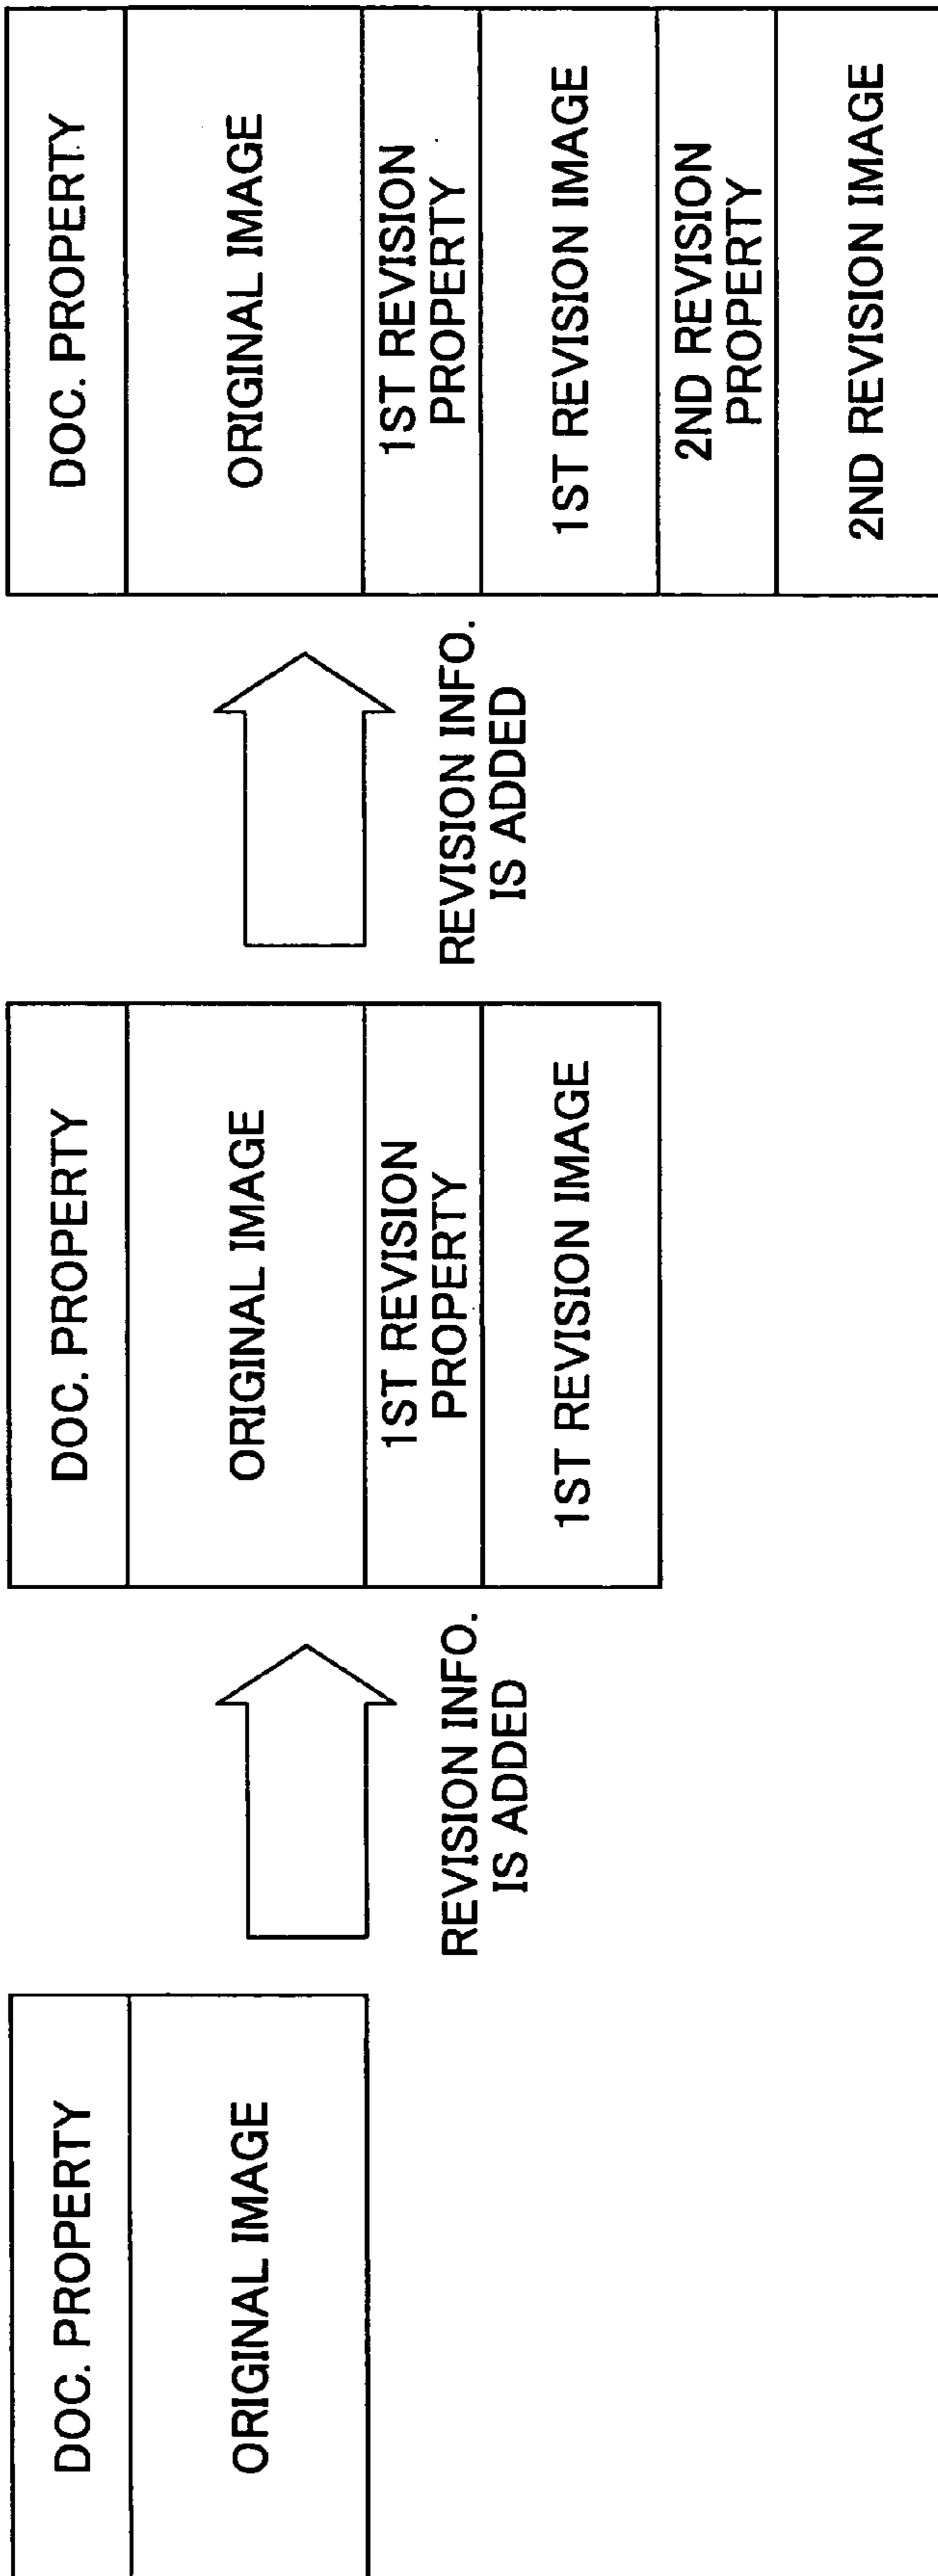 DOC. PROPERTY
ORIGINAL IMAGE
REVISION INFO.
IS ADDED
DOC. PROPERTY
ORIGINAL IMAGE
1ST REVISION
PROPERTY
1ST REVISION IMAGE
REVISION INFO.
IS ADDED
DOC. PROPERTY
ORIGINAL IMAGE
1ST REVISION
PROPERTY
1ST REVISION IMAGE
2ND REVISION
PROPERTY
2ND REVISION IMAGE